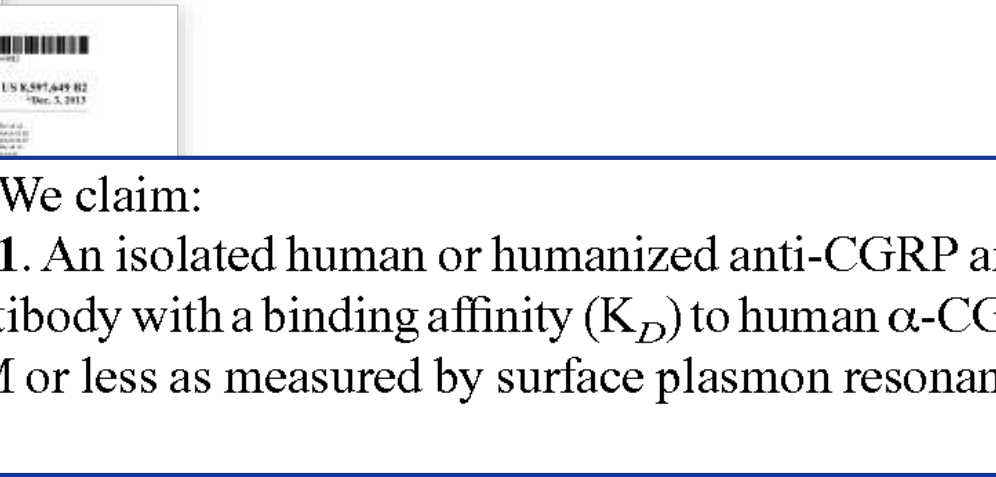 US 8,597,649 B2
*Dec. 3, 2013
We claim:
1. An isolated human or humanized anti-CGRP an
tibody with a binding affinity (K_D) to human α-CG
M or less as measured by surface plasmon resonan